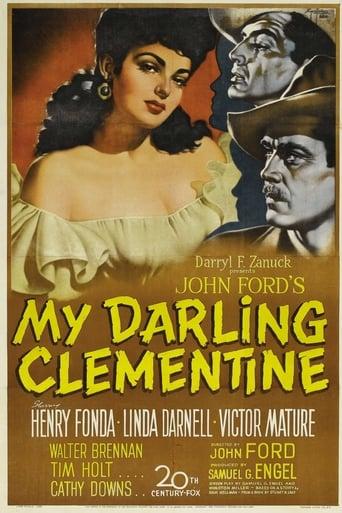 Darryl F. Zanuck
presents
JOHN FORD'S
MY DARLING
CLEMENTINE
Starring
HENRY FONDA · LINDA DARNELL · VICTOR MATURE
WALTER BRENNAN
TIM HOLT....
CATHY DOWNS..
20th
CENTURY-FOX
DIRECTED BY
JOHN FORD
PRODUCED BY
SAMUEL G. ENGEL